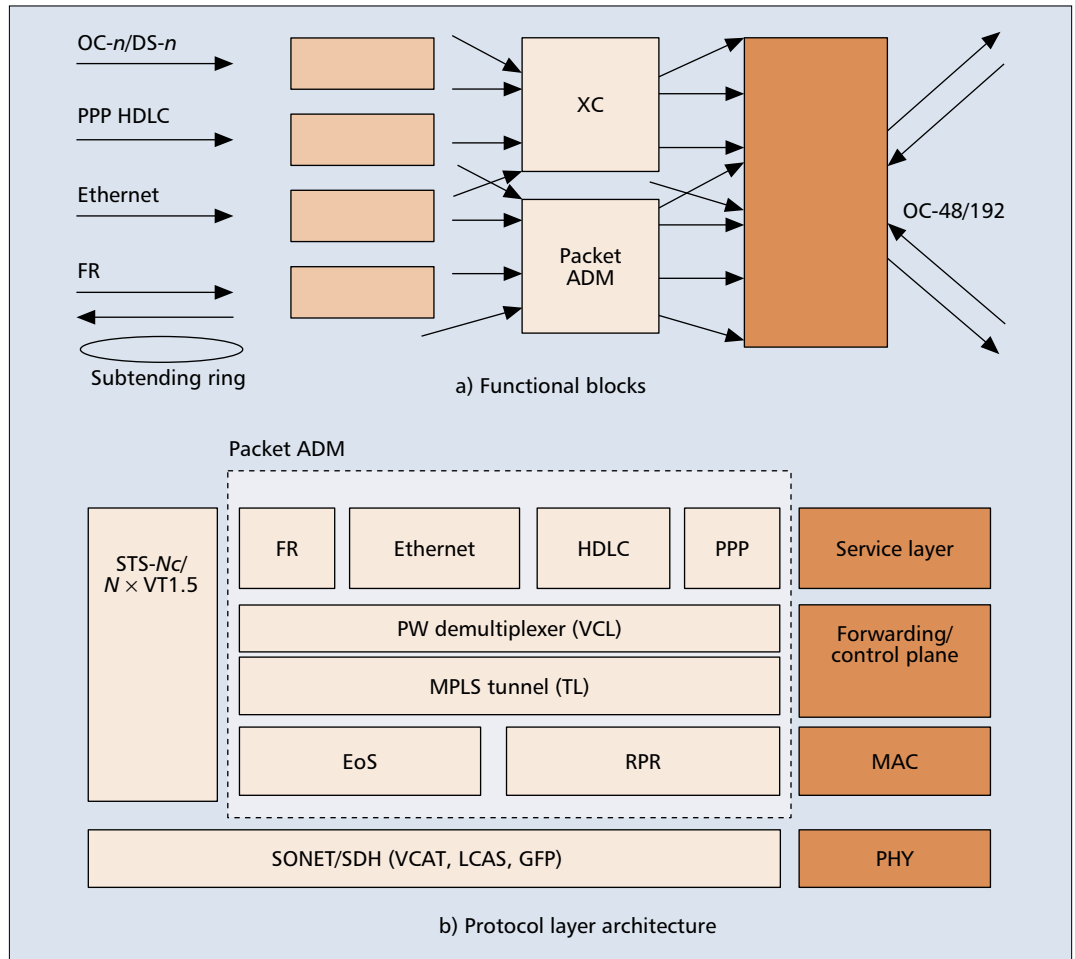 OC-n/DS-n
PPP HDLC
Ethernet
FR
Subtending ring
XC
Packet
ADM
OC-48/192
a) Functional blocks
Packet ADM
STS-Nc/
N × VT1.5
FR
Ethernet
HDLC
PPP
Service layer
PW demultiplexer (VCL)
MPLS tunnel (TL)
Forwarding/
control plane
EoS
RPR
MAC
SONET/SDH (VCAT, LCAS, GFP)
PHY
b) Protocol layer architecture